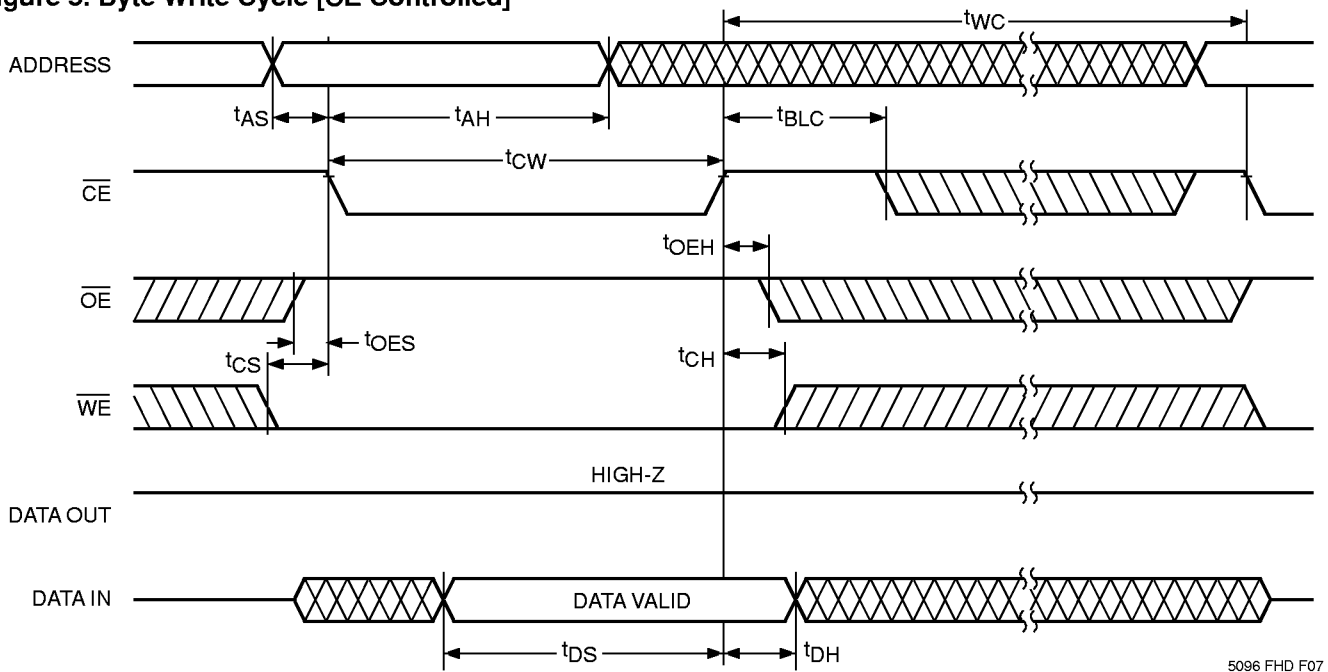 Figure 5. Byte Write Cycle [CE Controlled]
tWC
ADDRESS
tAS
tAH
tBLC
tCW
CE
tOEH
OE
tOES
tCS
tCH
WE
HIGH-Z
DATA OUT
DATA IN
DATA VALID
tDS
tDH
5096 FHD F07